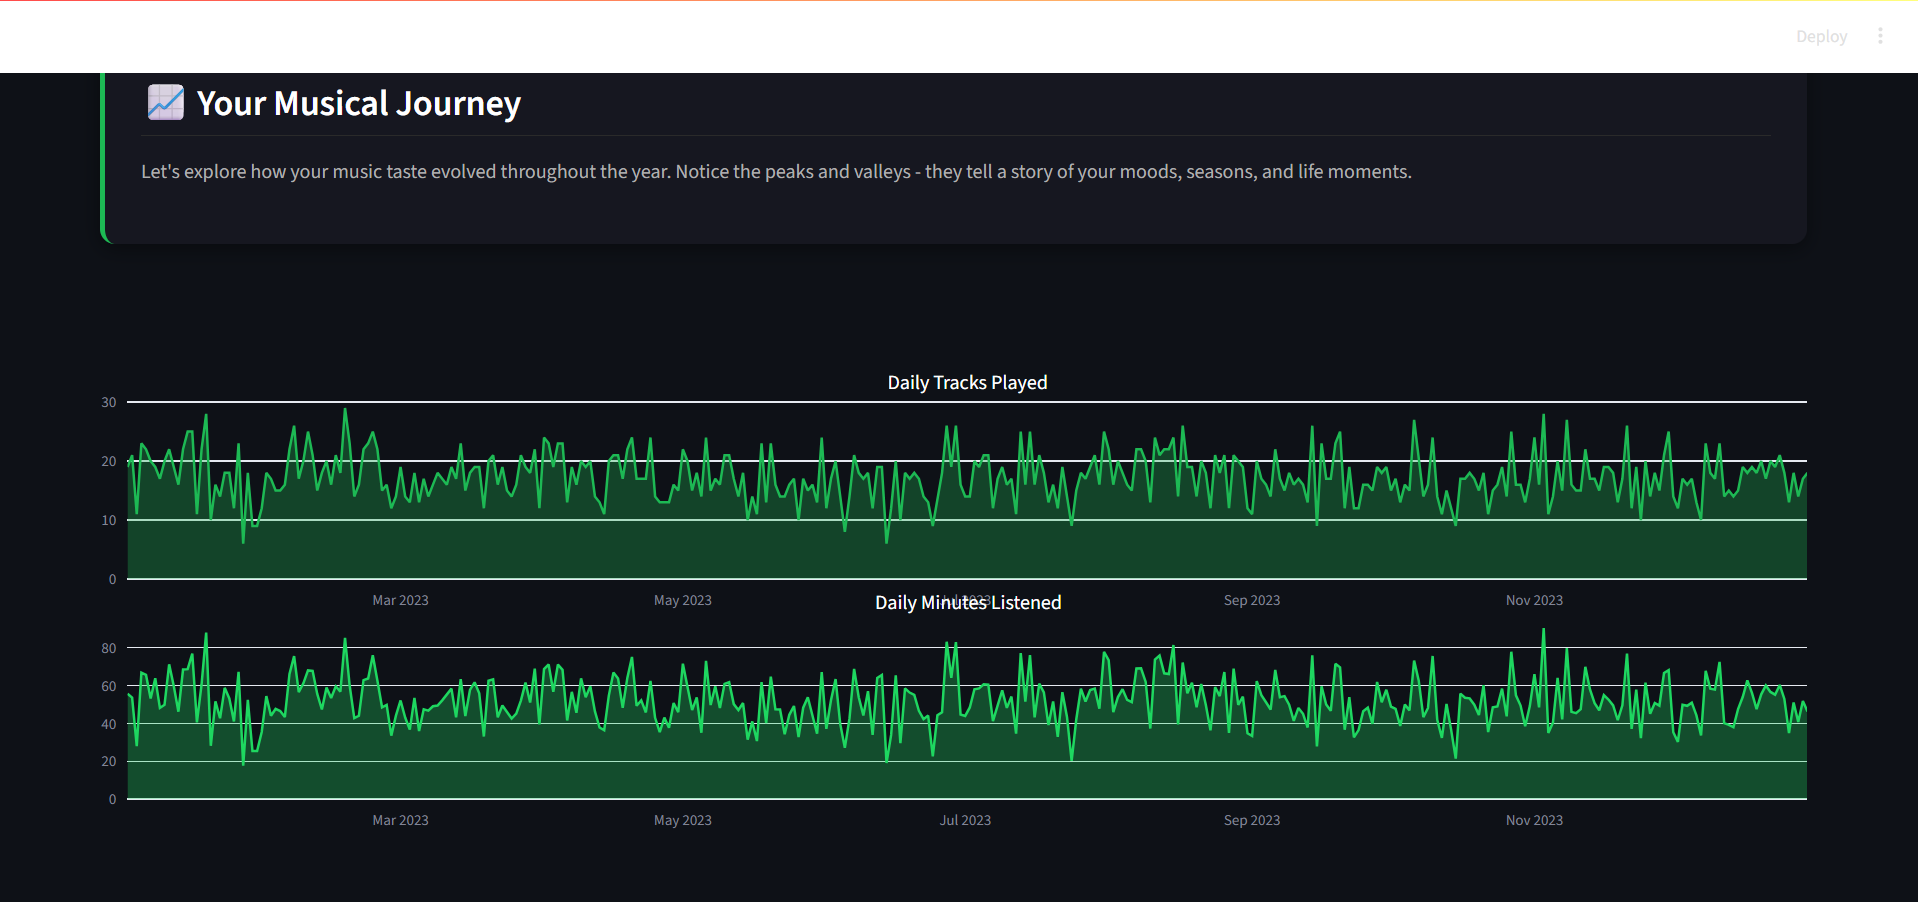 Deploy
Your Musical Journey
Let's explore how your music taste evolved throughout the year. Notice the peaks and valleys - they tell a story of your moods, seasons, and life moments.
Daily Tracks Played
30
20
10
0
Mar 2023 May 2023 Jul 2023 Sep 2023 Nov 2023
Daily Minutes Listened
80
60
40
20
0
Mar 2023 May 2023 Jul 2023 Sep 2023 Nov 2023